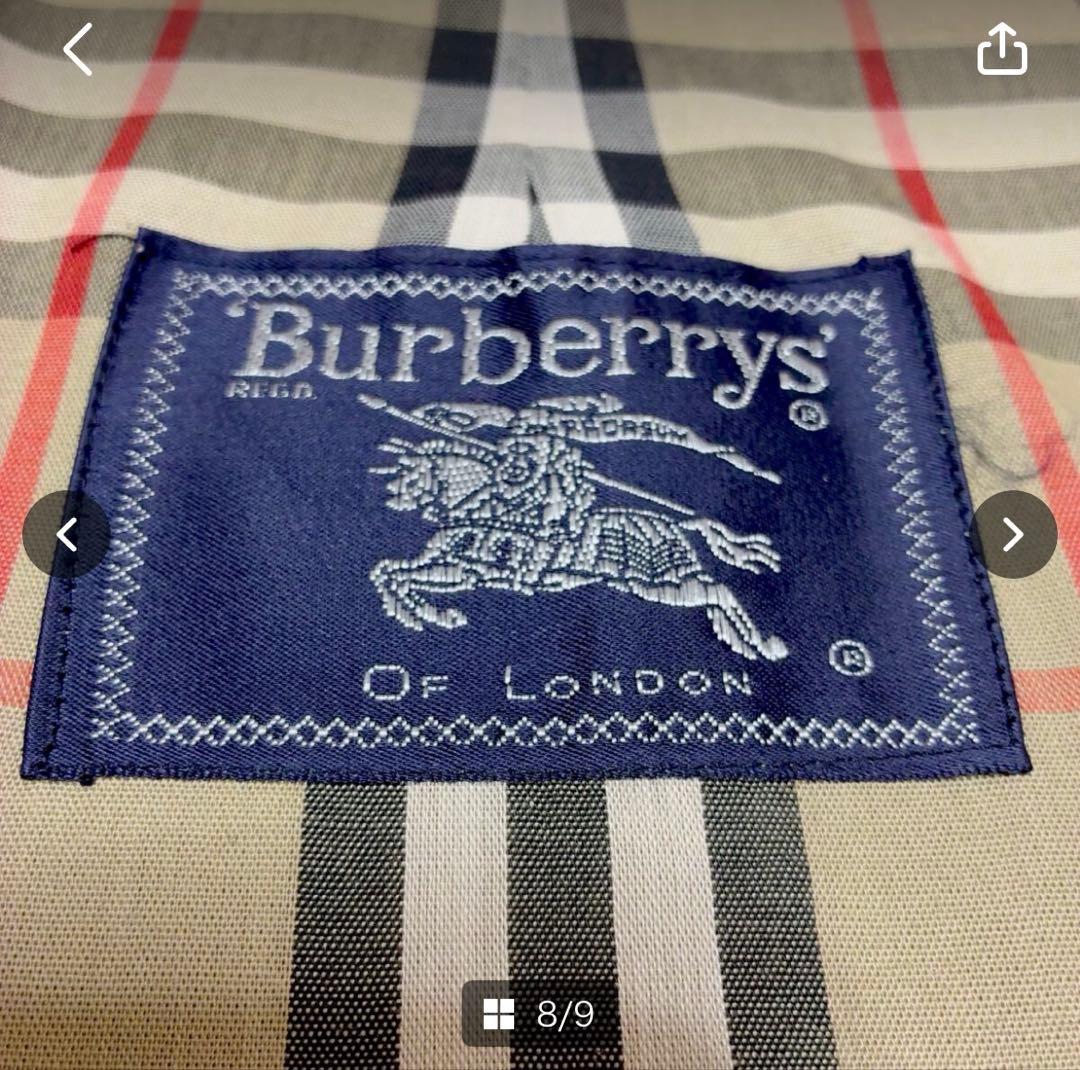 'Burberrys'
REGD.
®
PRORSUM
OF LONDON
®
8/9